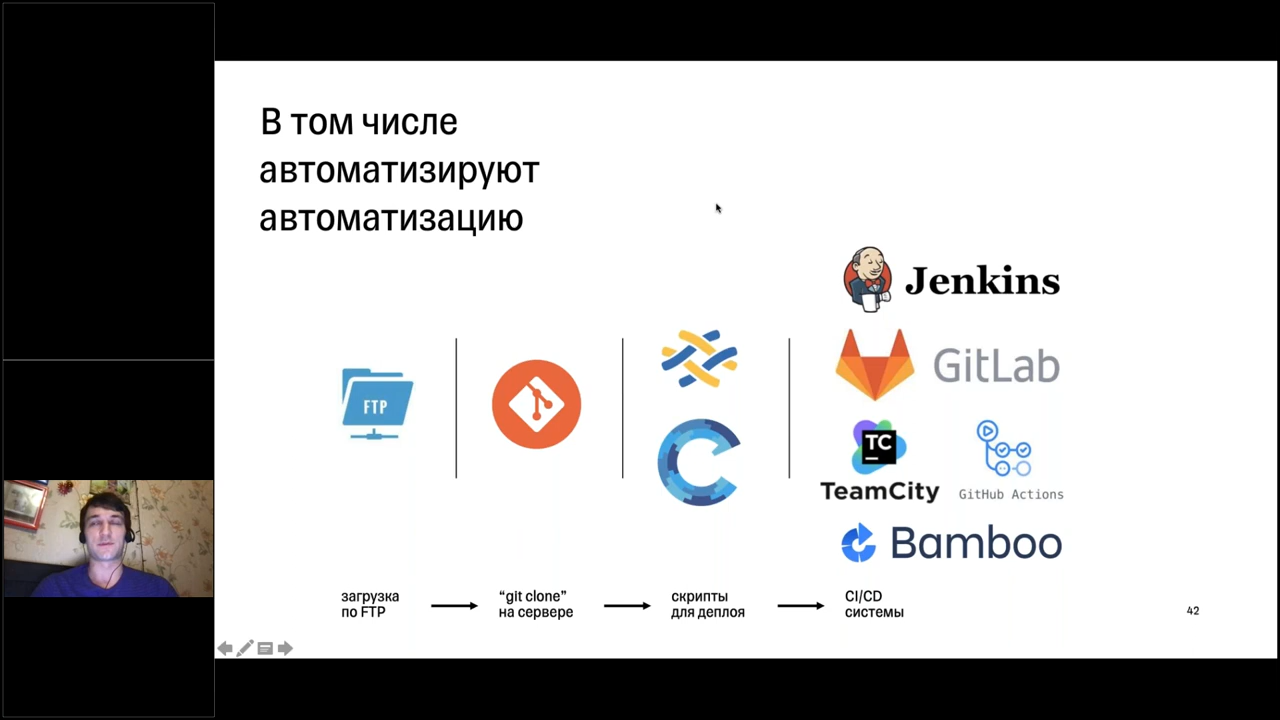 В том числе
автоматизируют
автоматизацию
Jenkins
GitLab
FTP
TC
TeamCity
GitHub Actions
Bamboo
загрузка
по FTP
“git clone”
на сервере
скрипты
для деплоя
CI/CD
системы
42